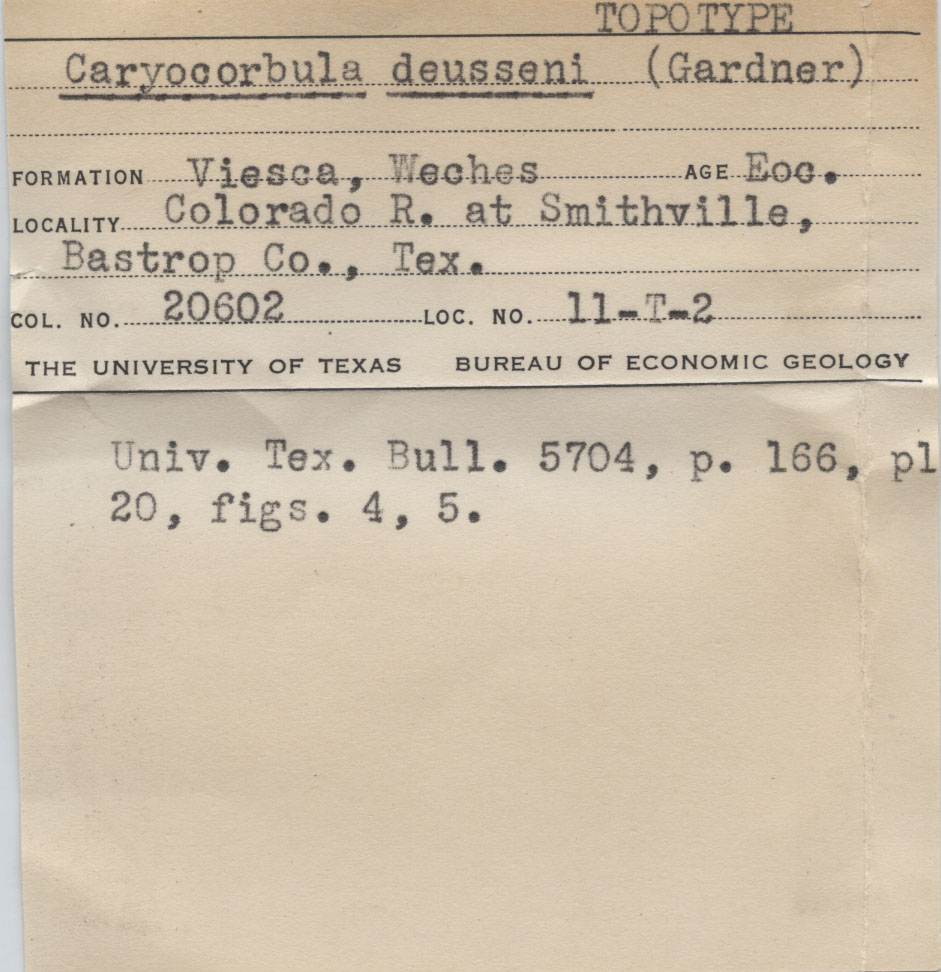 TOPOTYPE
Caryocorbula deusseni (Gardner)
FORMATION Viesca, Weches AGE Eoc.
LOCALITY Colorado R. at Smithville,
Bastrop Co., Tex.
COL. NO. 20602 LOC. NO. 11-T-2
THE UNIVERSITY OF TEXAS BUREAU OF ECONOMIC GEOLOGY
Univ. Tex. Bull. 5704, p. 166, pl
20, figs. 4, 5.